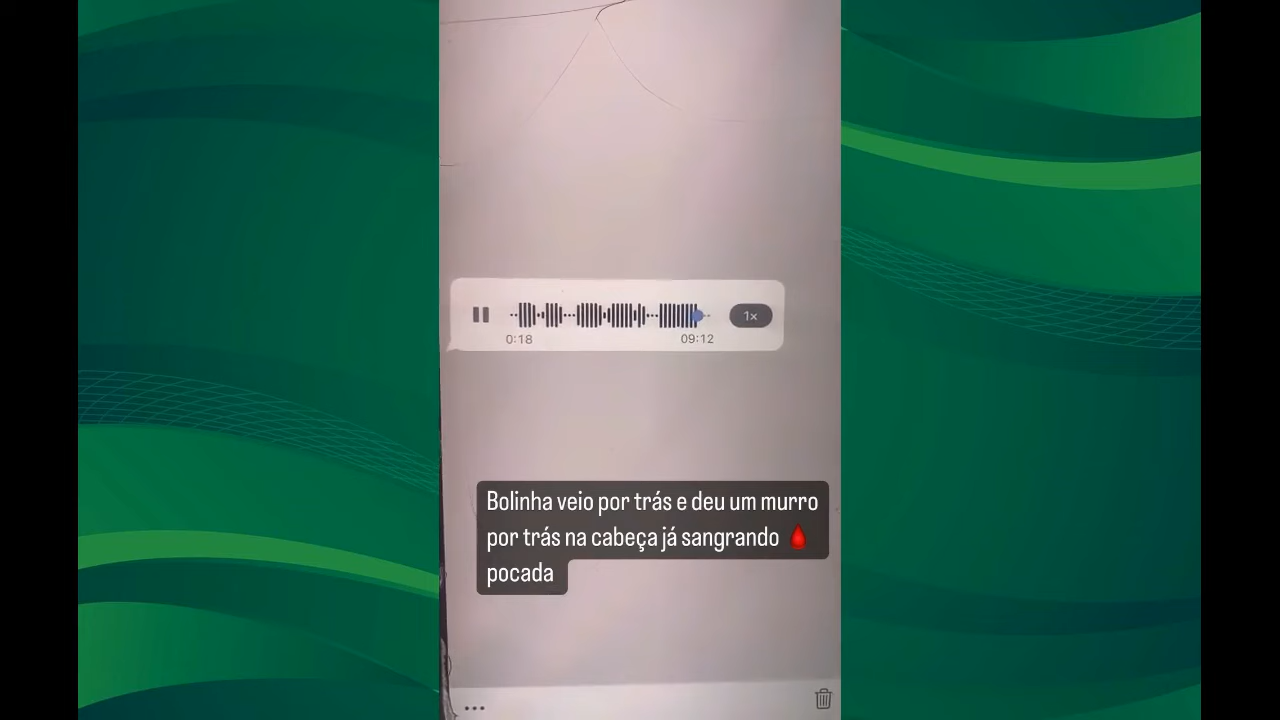 1x
0:18
09:12
Bolinha veio por trás e deu um murro
por trás na cabeça já sangrando 🩸
pocada